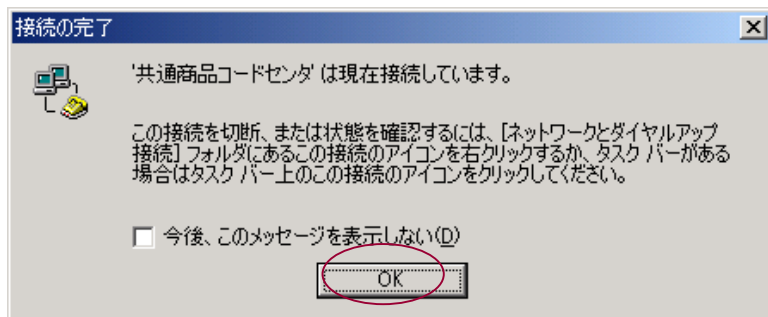 接続の完了
'共通商品コードセンタ' は現在接続しています。
この接続を切断、または状態を確認するには、[ネットワークとダイヤルアップ
接続] フォルダにあるこの接続のアイコンを右クリックするか、タスク バーがある
場合はタスク バー上のこの接続のアイコンをクリックしてください。
今後、このメッセージを表示しない(D)
OK